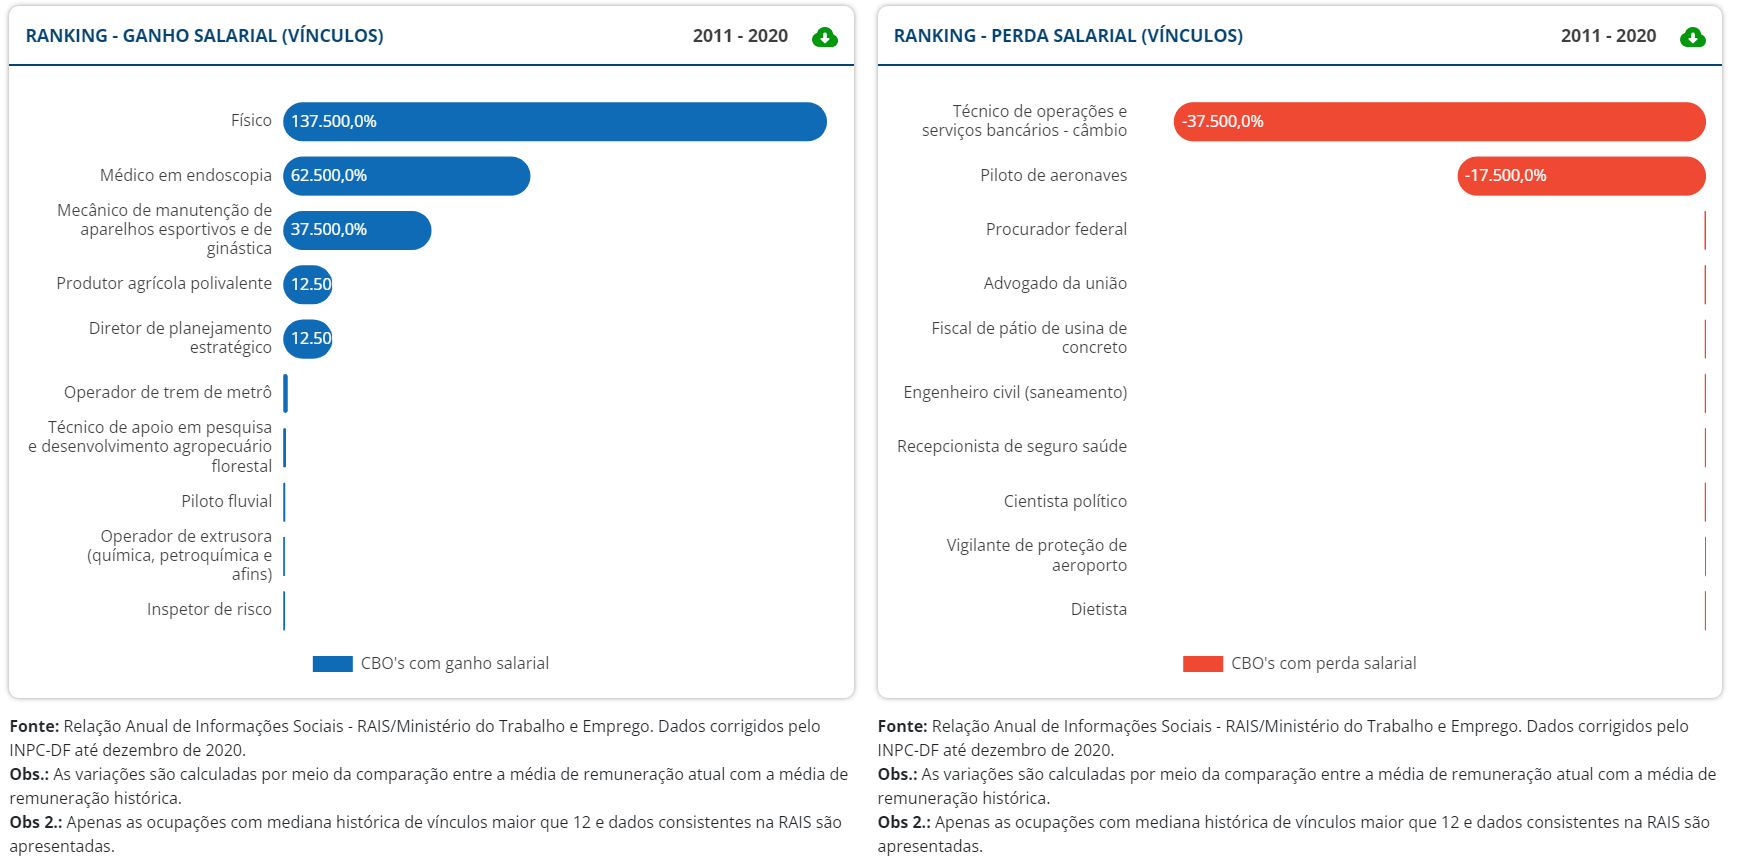 RANKING - GANHO SALARIAL (VÍNCULOS)
2011 - 2020
Físico
137.500,0%
Médico em endoscopia
62.500,0%
Mecânico de manutenção de
aparelhos esportivos e de
ginástica
37.500,0%
Produtor agrícola polivalente
12.50
Diretor de planejamento
estratégico
12.50
Operador de trem de metrô
Técnico de apoio em pesquisa
e desenvolvimento agropecuário
florestal
Piloto fluvial
Operador de extrusora
(química, petroquímica e
afins)
Inspetor de risco
CBO's com ganho salarial
Fonte: Relação Anual de Informações Sociais - RAIS/Ministério do Trabalho e Emprego. Dados corrigidos pelo
INPC-DF até dezembro de 2020.
Obs.: As variações são calculadas por meio da comparação entre a média de remuneração atual com a média de
remuneração histórica.
Obs 2.: Apenas as ocupações com mediana histórica de vínculos maior que 12 e dados consistentes na RAIS são
apresentadas.
RANKING - PERDA SALARIAL (VÍNCULOS)
2011 - 2020
Técnico de operações e
serviços bancários - câmbio
-37.500,0%
Piloto de aeronaves
-17.500,0%
Procurador federal
Advogado da união
Fiscal de pátio de usina de
concreto
Engenheiro civil (saneamento)
Recepcionista de seguro saúde
Cientista político
Vigilante de proteção de
aeroporto
Dietista
CBO's com perda salarial
Fonte: Relação Anual de Informações Sociais - RAIS/Ministério do Trabalho e Emprego. Dados corrigidos pelo
INPC-DF até dezembro de 2020.
Obs.: As variações são calculadas por meio da comparação entre a média de remuneração atual com a média de
remuneração histórica.
Obs 2.: Apenas as ocupações com mediana histórica de vínculos maior que 12 e dados consistentes na RAIS são
apresentadas.